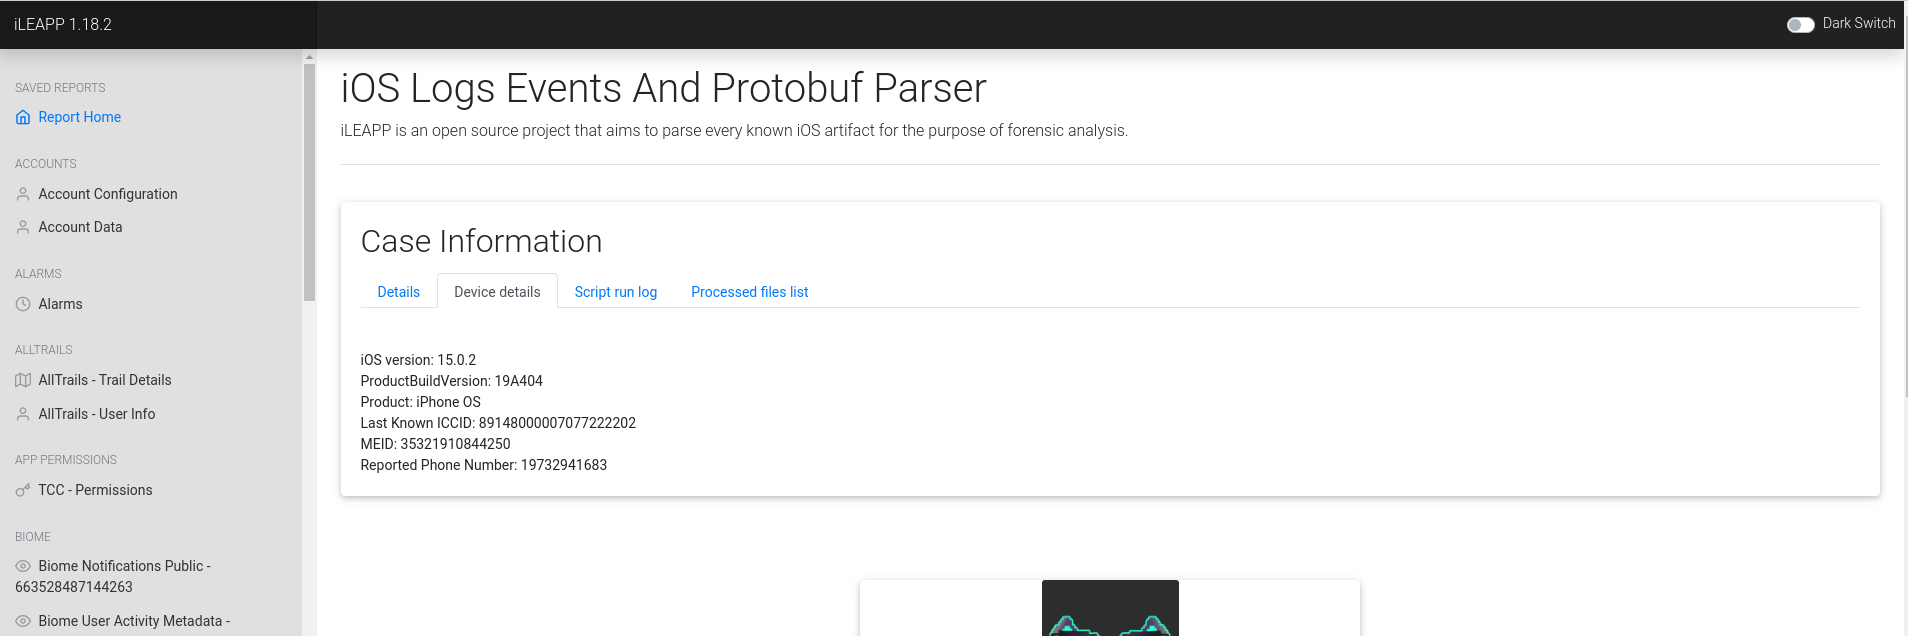 iLEAPP 1.18.2
Dark Switch
SAVED REPORTS
Report Home
ACCOUNTS
Account Configuration
Account Data
ALARMS
Alarms
ALLTRAILS
AllTrails - Trail Details
AllTrails - User Info
APP PERMISSIONS
TCC - Permissions
BIOME
Biome Notifications Public -
663528487144263
Biome User Activity Metadata -
iOS Logs Events And Protobuf Parser
iLEAPP is an open source project that aims to parse every known iOS artifact for the purpose of forensic analysis.
Case Information
Details
Device details
Script run log
Processed files list
iOS version: 15.0.2
ProductBuildVersion: 19A404
Product: iPhone OS
Last Known ICCID: 89148000007077222202
MEID: 35321910844250
Reported Phone Number: 19732941683